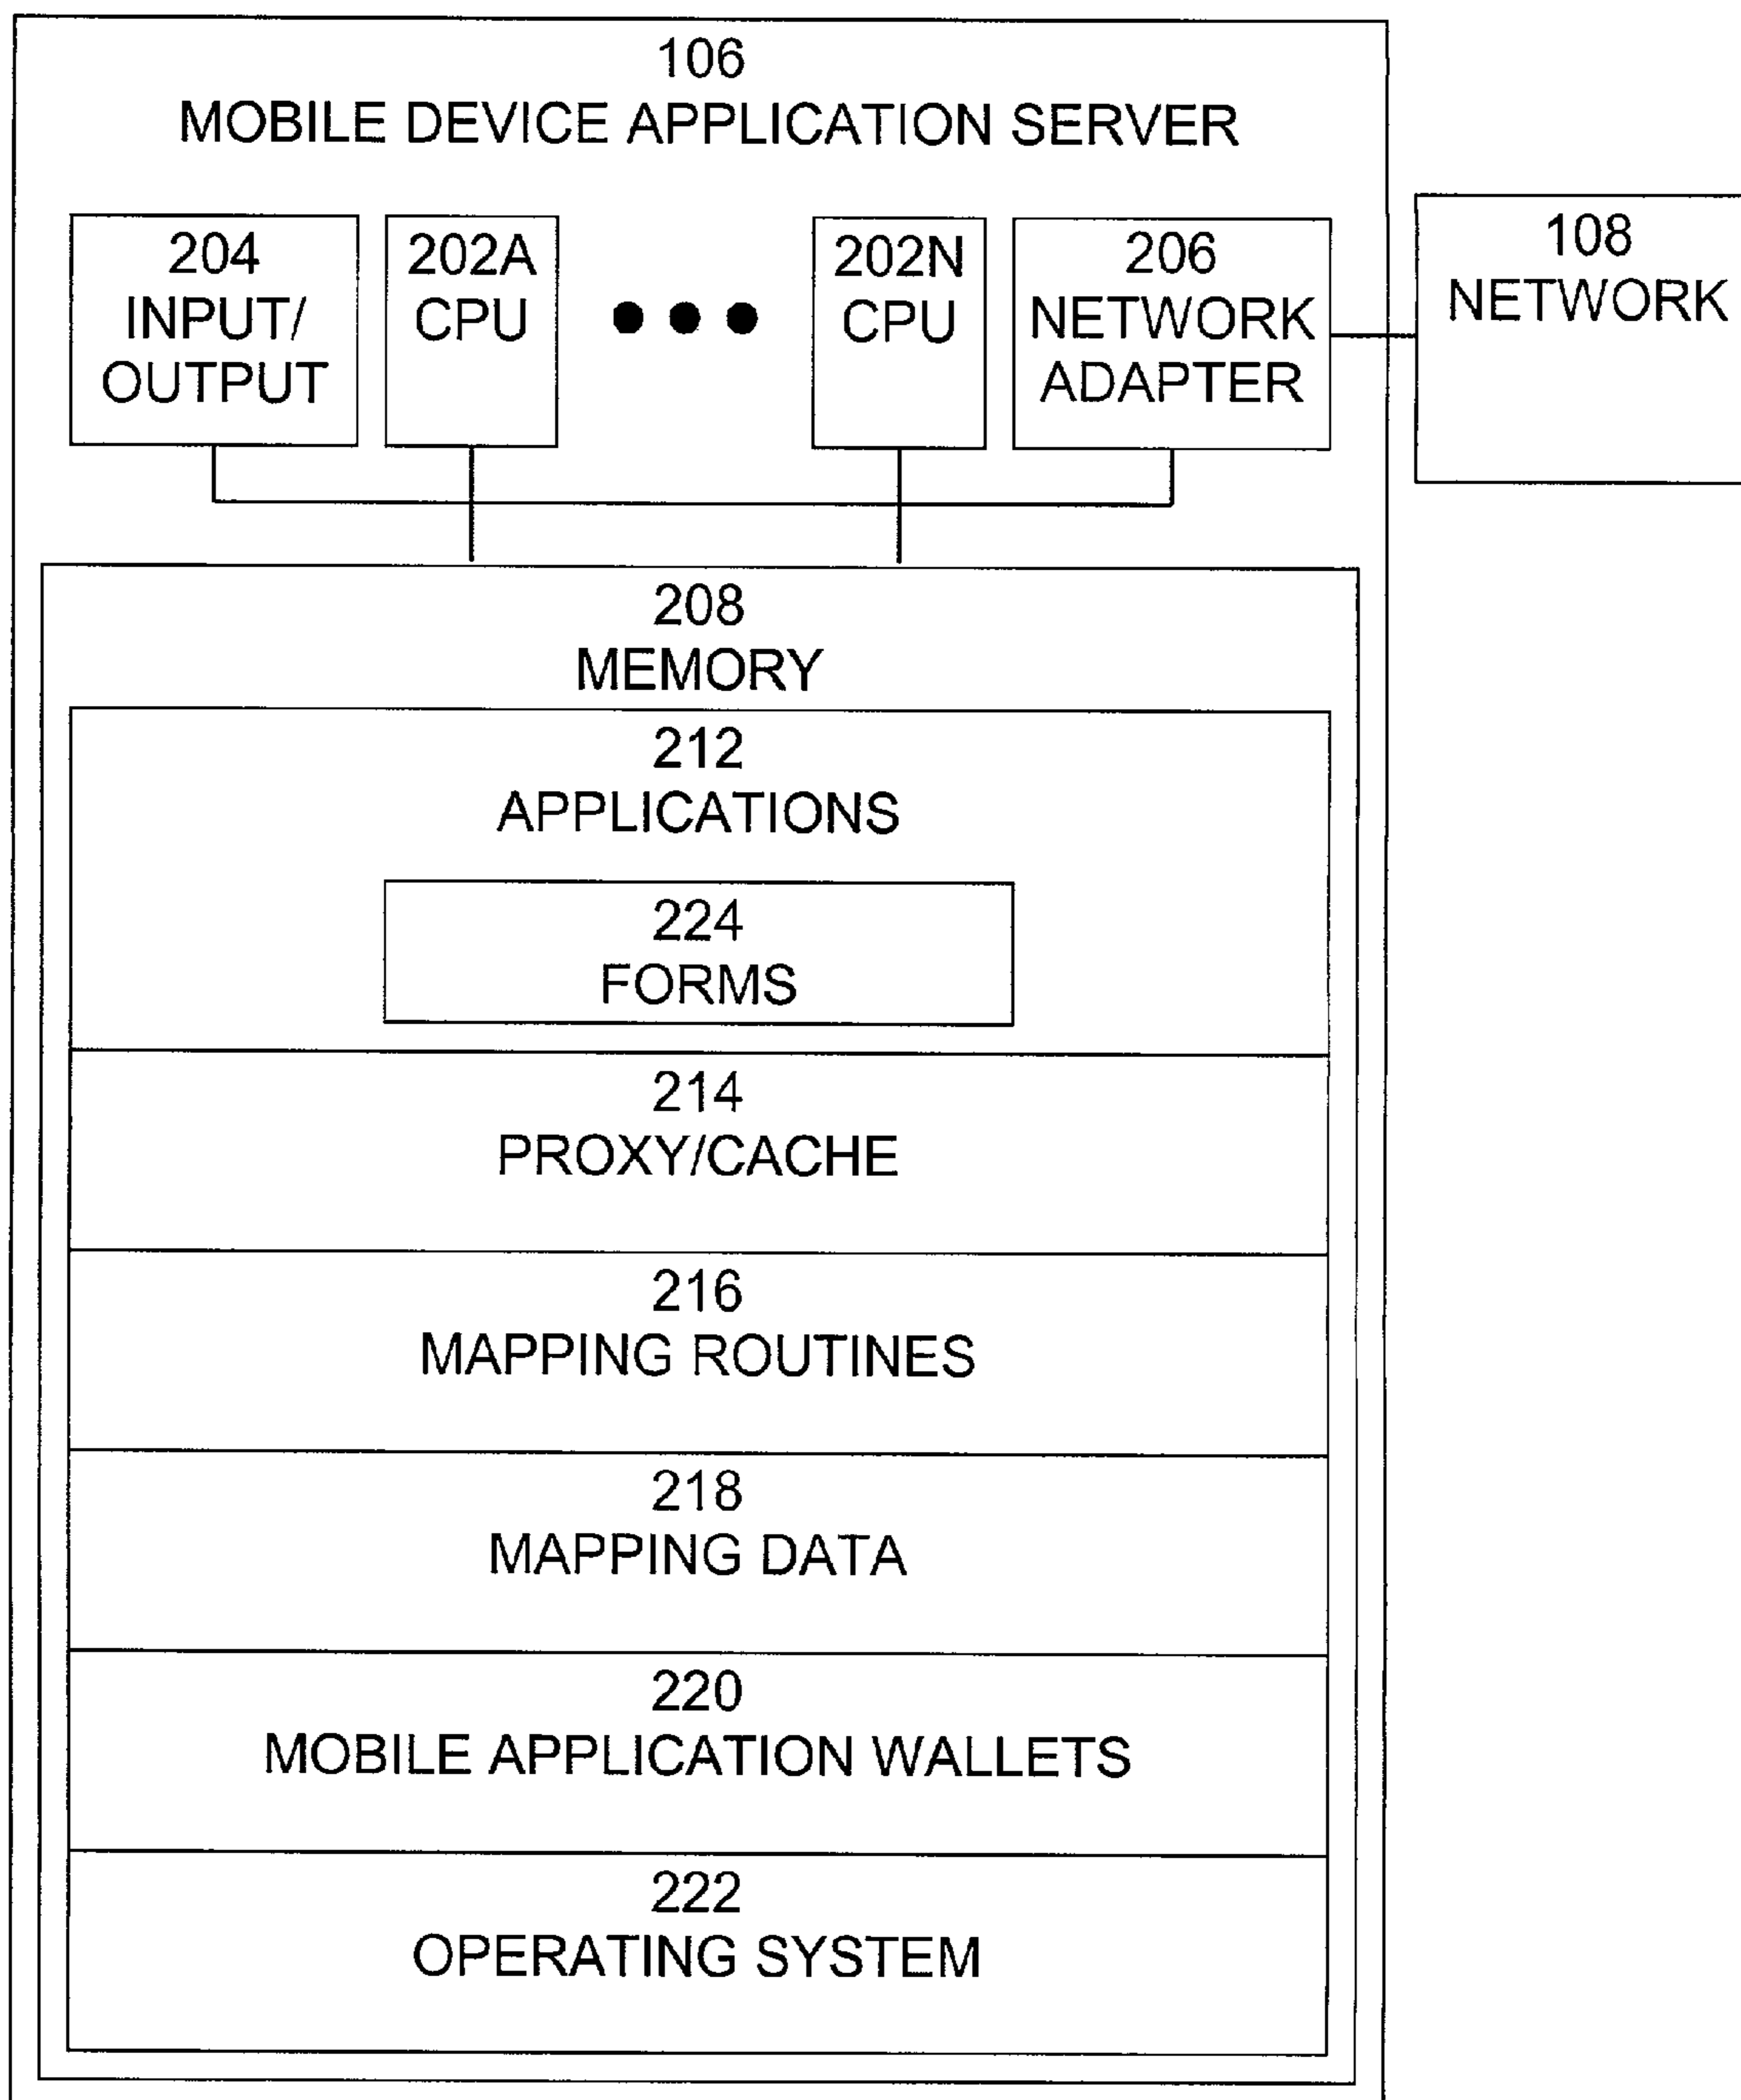 106
MOBILE DEVICE APPLICATION SERVER
204
INPUT/
OUTPUT
202A
CPU
202N
CPU
206
NETWORK
ADAPTER
108
NETWORK
208
MEMORY
212
APPLICATIONS
224
FORMS
214
PROXY/CACHE
216
MAPPING ROUTINES
218
MAPPING DATA
220
MOBILE APPLICATION WALLETS
222
OPERATING SYSTEM